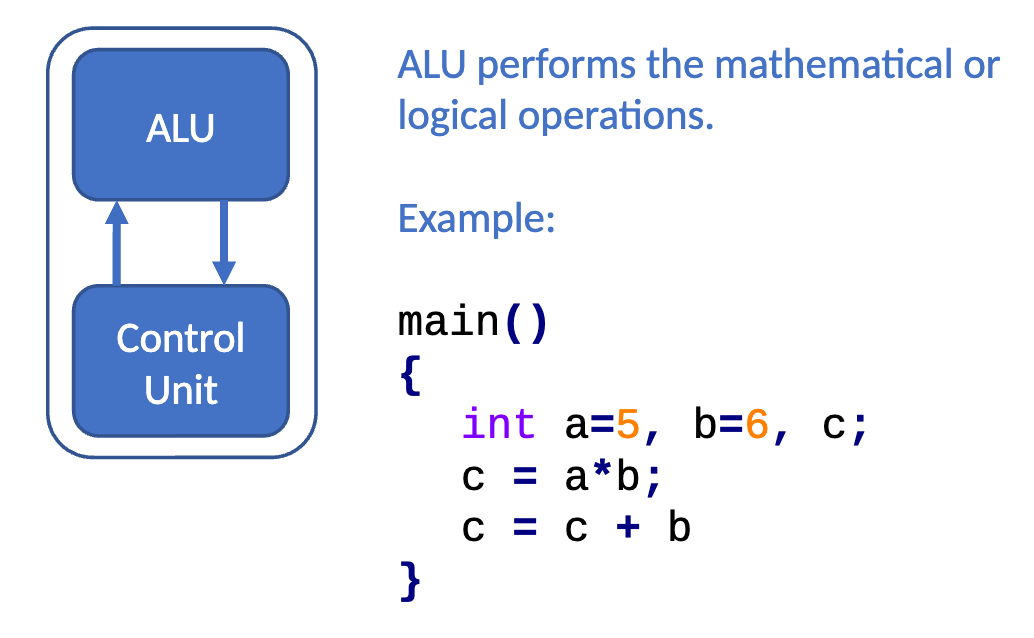 ALU
Control
Unit
ALU performs the mathematical or
logical operations.
Example:
main()
{
int a=5, b=6, c;
c = a*b;
c = c + b
}